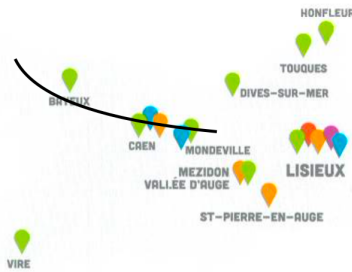 HONFLEUR
TOUQUES
BAYEUX
DIVES-SUR-MER
CAEN
MONDEVILLE
MEZIDON
VALLÉE D'AUGE
LISIEUX
ST-PIERRE-EN-AUGE
VIRE